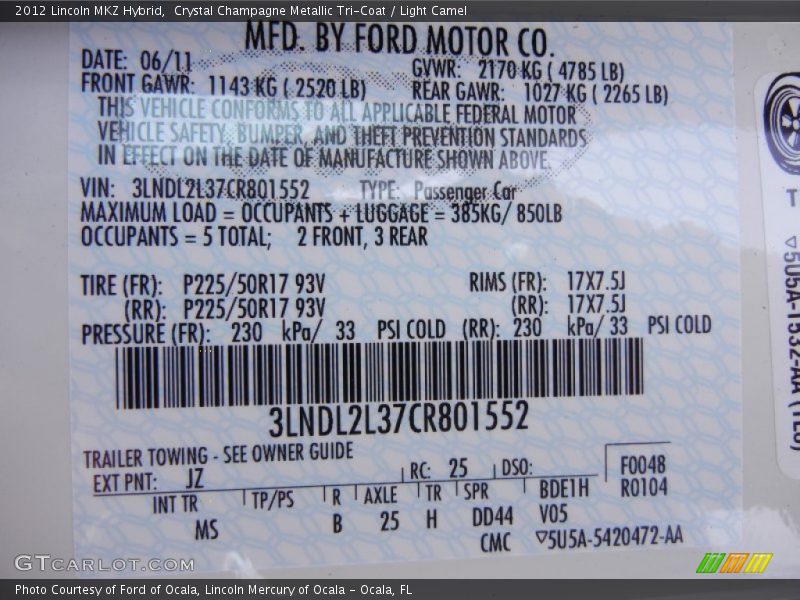 2012 Lincoln MKZ Hybrid,  Crystal Champagne Metallic Tri-Coat / Light Camel
MFD. BY FORD MOTOR CO.
DATE: 06/11 GVWR: 2170 KG ( 4785 LB)
FRONT GAWR: 1143 KG ( 2520 LB) REAR GAWR: 1027 KG ( 2265 LB)
THIS VEHICLE CONFORMS TO ALL APPLICABLE FEDERAL MOTOR
VEHICLE SAFETY, BUMPER, AND THEFT PREVENTION STANDARDS
IN EFFECT ON THE DATE OF MANUFACTURE SHOWN ABOVE.
VIN: 3LNDL2L37CR801552 TYPE: Passenger Car
MAXIMUM LOAD = OCCUPANTS + LUGGAGE = 385KG/ 850LB
OCCUPANTS = 5 TOTAL; 2 FRONT, 3 REAR
TIRE (FR): P225/50R17 93V RIMS (FR): 17X7.5J
(RR): P225/50R17 93V (RR): 17X7.5J
PRESSURE (FR): 230 kPa/ 33 PSI COLD (RR): 230 kPa/ 33 PSI COLD
3LNDL2L37CR801552
TRAILER TOWING - SEE OWNER GUIDE
EXT PNT: JZ RC: 25 DSO: F0048
INT TR TP/PS R AXLE TR SPR BDE1H R0104
MS B 25 H DD44 V05
CMC ▽5U5A-5420472-AA
T
◁5U5A-1532-AA (TE6)
GTCARLOT.COM
Photo Courtesy of Ford of Ocala, Lincoln Mercury of Ocala - Ocala, FL